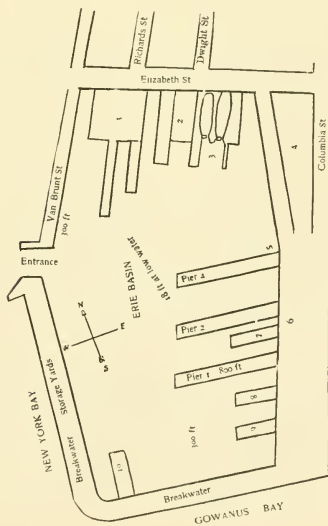 Richards St
Dwight St
Elizabeth St
Van Brunt St
300 ft
1
2
3
4
Columbia St
Entrance
ERIE BASIN
18 ft at low water
N
E
S
W
5
Pier 4
Pier 2
6
7
Pier 1 800 ft
8
9
1100 ft
10
NEW YORK BAY
Storage Yards
Breakwater
Breakwater
GOWANUS BAY